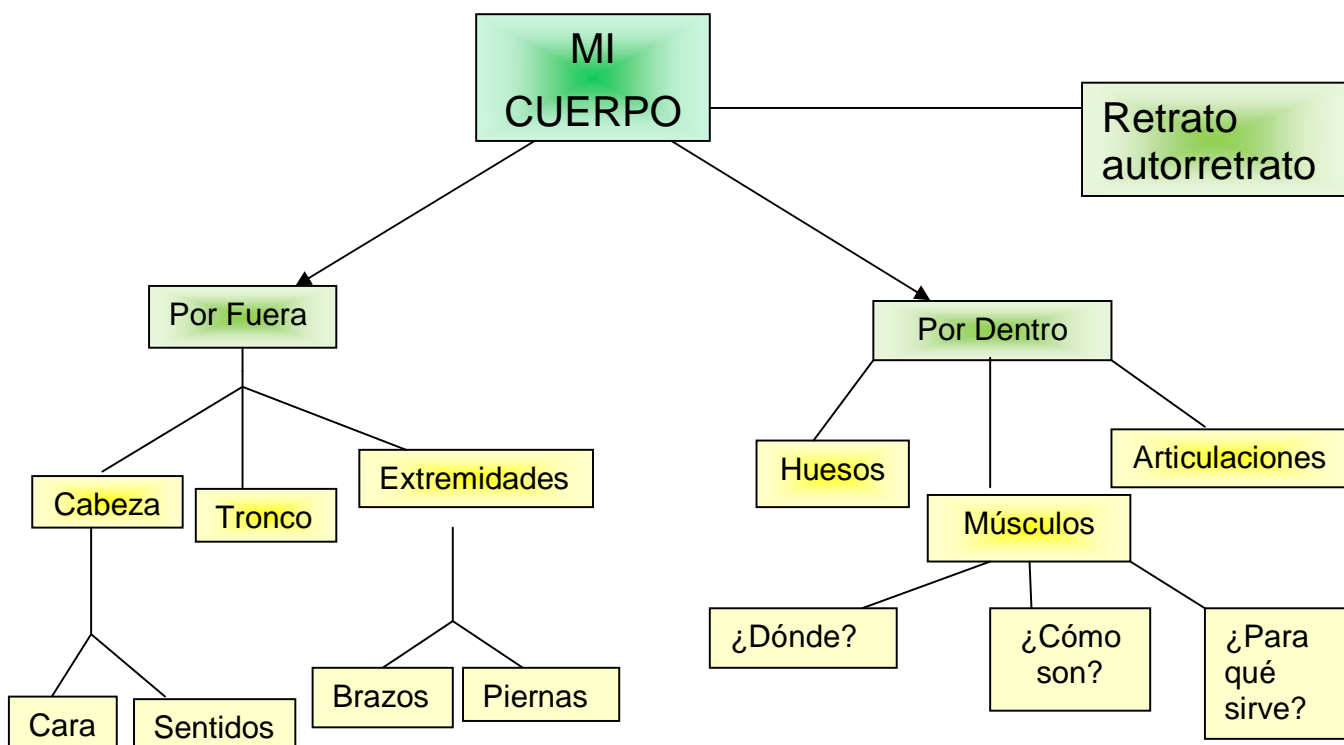 MI
CUERPO
Retrato
autorretrato
Por Fuera
Por Dentro
Cabeza
Tronco
Extremidades
Huesos
Articulaciones
Músculos
Cara
Sentidos
Brazos
Piernas
¿Dónde?
¿Cómo
son?
¿Para
qué
sirve?